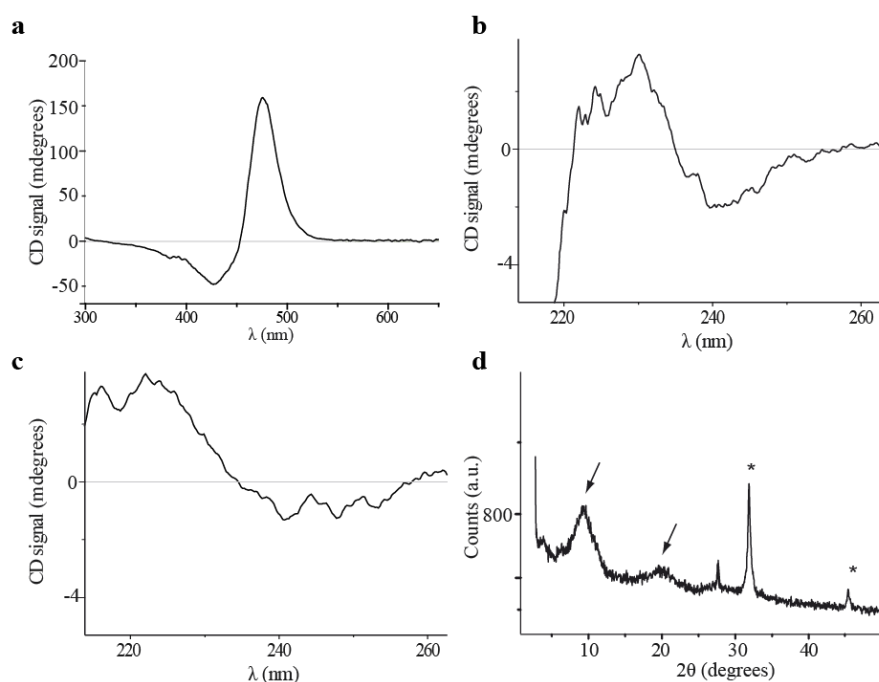 a
CD signal (mdegrees)
200
150
100
50
0
-50
300
400
500
600
λ (nm)
b
CD signal (mdegrees)
0
-4
220
240
260
λ (nm)
c
CD signal (mdegrees)
0
-4
220
240
260
λ (nm)
d
Counts (a.u.)
800
*
*
10
20
30
40
2θ (degrees)